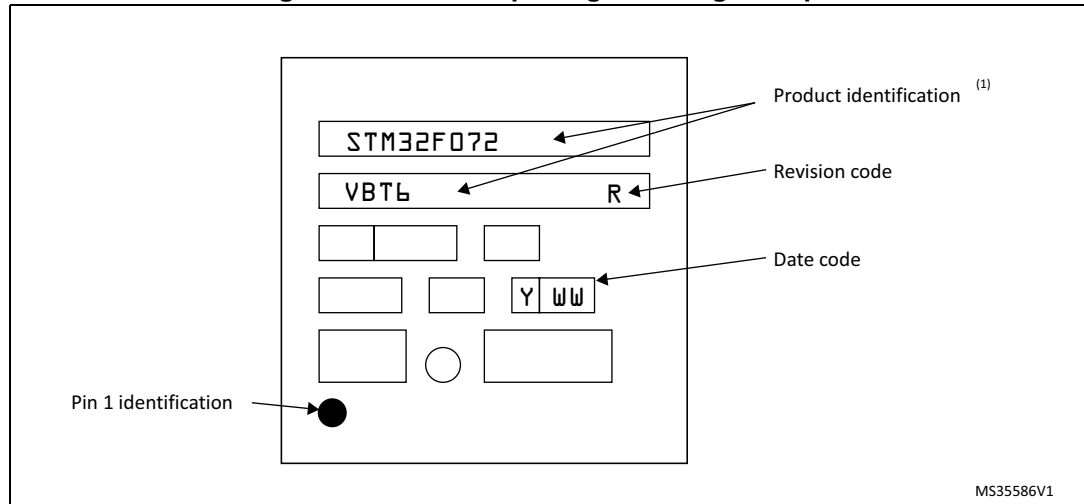 Product identification (1)
STM32F072
Revision code
VBT6 R
Date code
Y WW
Pin 1 identification
MS35586V1